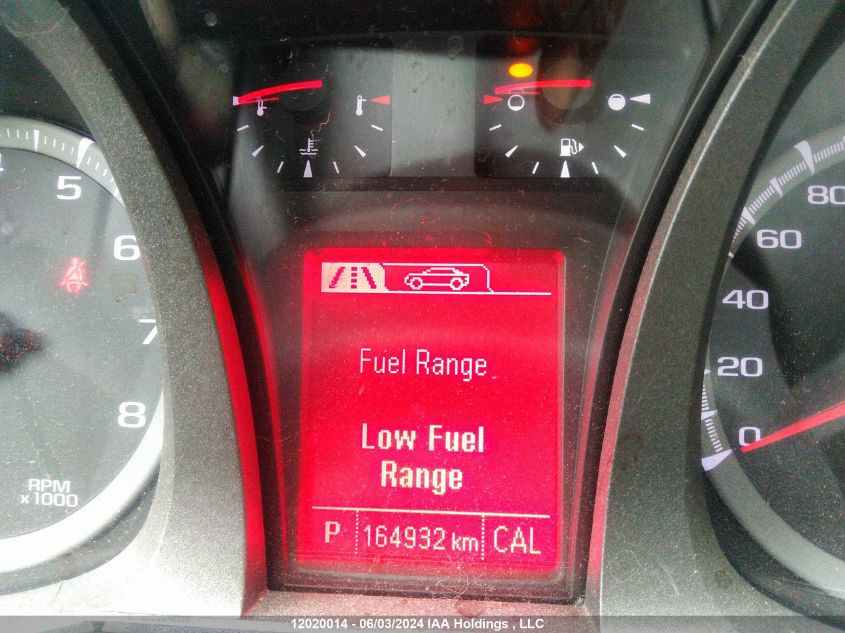 5
6
7
8
RPM
x 1000
80
60
40
20
0
Fuel Range
Low Fuel
Range
P 164932 km CAL
12020014 - 06/03/2024 IAA Holdings , LLC